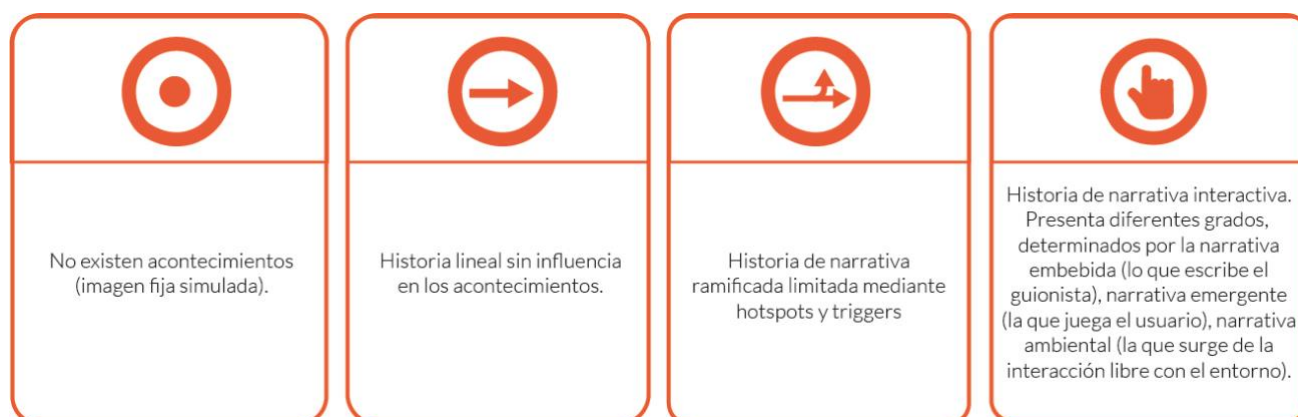 No existen acontecimientos
(imagen fija simulada).
Historia lineal sin influencia
en los acontecimientos.
Historia de narrativa
ramificada limitada mediante
hotspots y triggers
Historia de narrativa interactiva.
Presenta diferentes grados,
determinados por la narrativa
embebida (lo que escribe el
guionista), narrativa emergente
(la que juega el usuario), narrativa
ambiental (la que surge de la
interacción libre con el entorno).